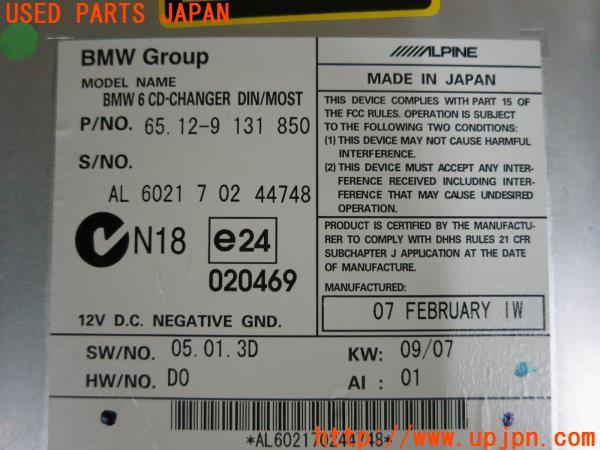 USED PARTS JAPAN
BMW Group
MODEL NAME
BMW 6 CD-CHANGER DIN/MOST
P/NO. 65.12-9 131 850
S/NO.
AL 6021 7 02 44748
N18
e24
020469
12V D.C. NEGATIVE GND.
ALPINE
MADE IN JAPAN
THIS DEVICE COMPLIES WITH PART 15 OF
THE FCC RULES. OPERATION IS SUBJECT
TO THE FOLLOWING TWO CONDITIONS:
(1) THIS DEVICE MAY NOT CAUSE HARMFUL
INTERFERENCE.
(2) THIS DEVICE MUST ACCEPT ANY INTER-
FERENCE RECEIVED INCLUDING INTER-
FERENCE THAT MAY CAUSE UNDESIRED
OPERATION.
PRODUCT IS CERTIFIED BY THE MANUFACTU-
RER TO COMPLY WITH DHHS RULES 21 CFR
SUBCHAPTER J APPLICATION AT THE DATE
OF MANUFACTURE.
MANUFACTURED:
07 FEBRUARY IW
SW/NO. 05.01.3D
KW: 09/07
HW/NO. D0
AI: 01
*AL602170244748*
https://www.upjpn.com